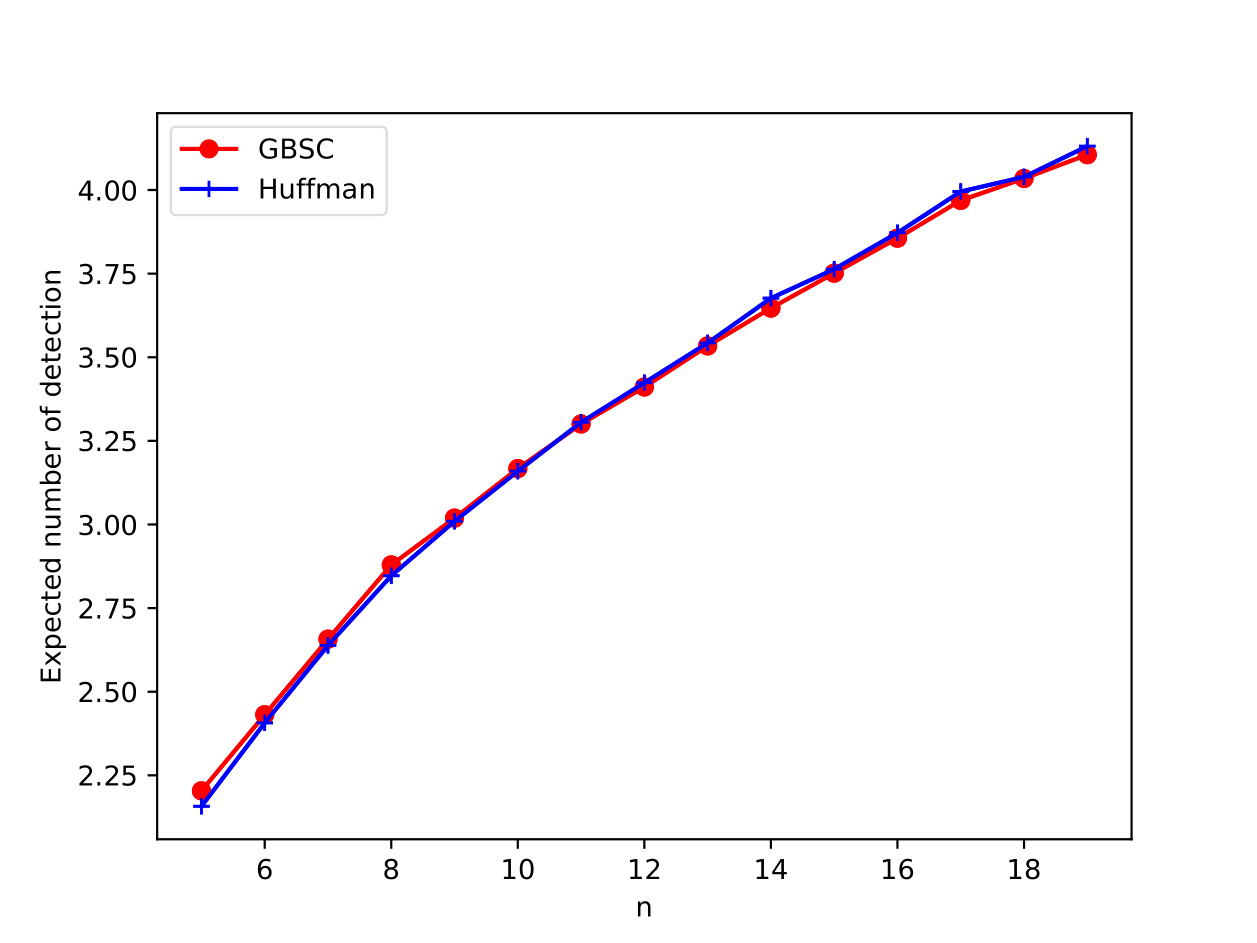 GBSC
Huffman
Expected number of detection
4.00
3.75
3.50
3.25
3.00
2.75
2.50
2.25
6 8 10 12 14 16 18
n